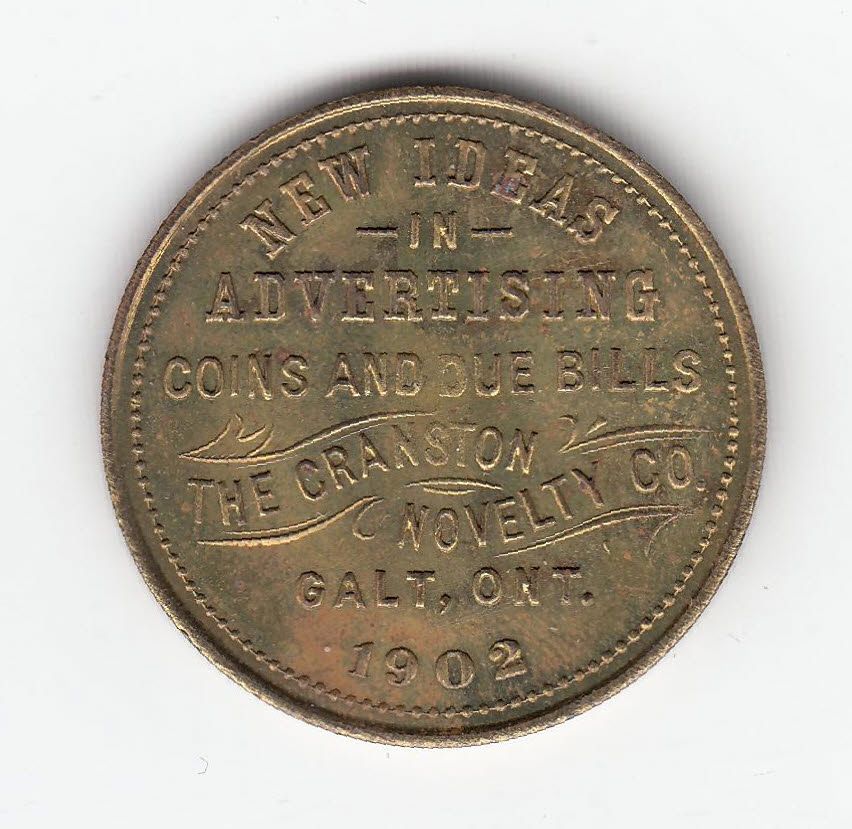 NEW IDEAS
— IN —
ADVERTISING
COINS AND DUE BILLS
THE CRANSTON
NOVELTY CO.
GALT, ONT.
1902